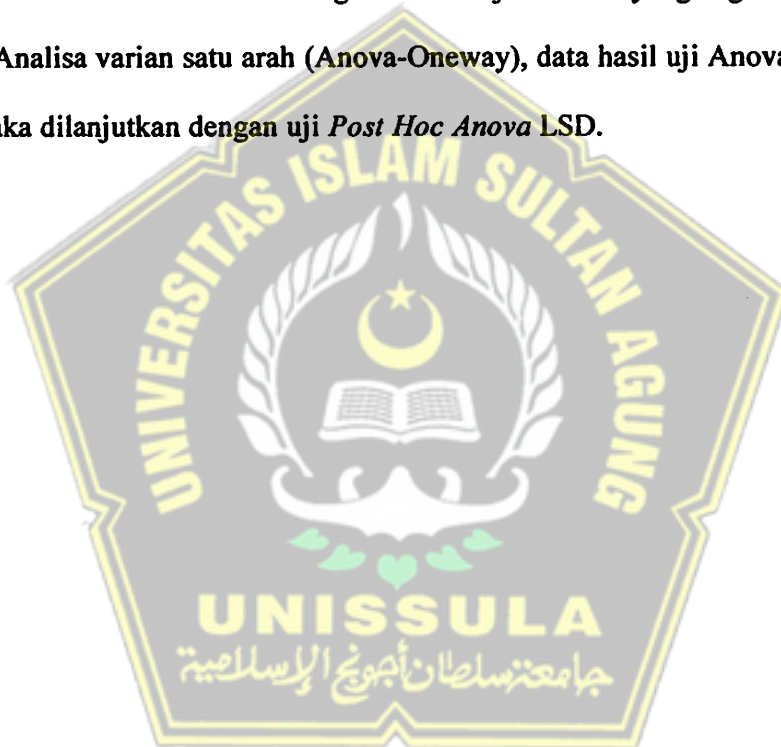 Analisa varian satu arah (Anova-Oneway), data hasil uji Anova
dilanjutkan dengan uji Post Hoc Anova LSD.
UNIVERSITAS ISLAM SULTAN AGUNG
UNISSULA
جامعة سلطان أجونج الإسلامية